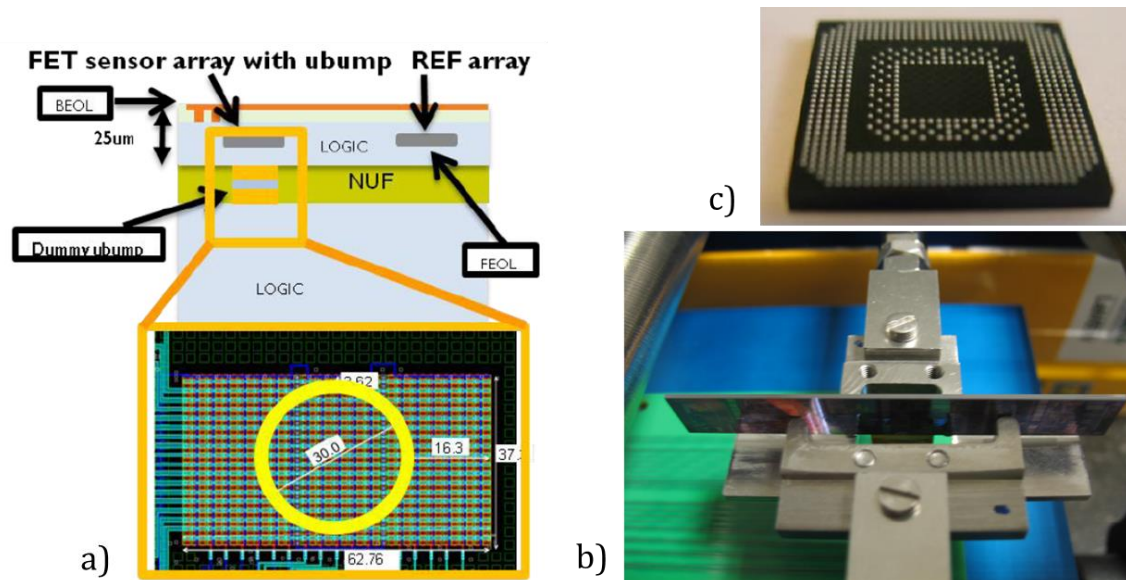 FET sensor array with ubump REF array
BEOL
25um
LOGIC
NUF
Dummy ubump
FEOL
LOGIC
30.0
16.3
62.76
a)
b)
c)